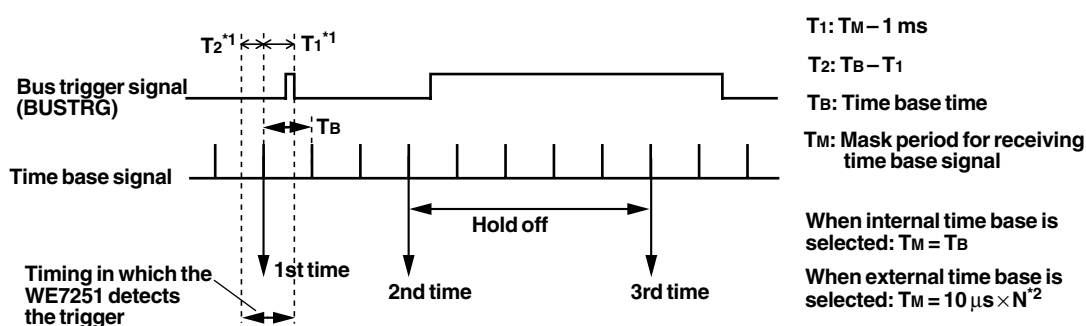 T2*1
T1*1
Bus trigger signal
(BUSTRG)
TB
Time base signal
Hold off
1st time
2nd time
3rd time
Timing in which the
WE7251 detects
the trigger
T1: TM – 1 ms
T2: TB – T1
TB: Time base time
TM: Mask period for receiving
time base signal
When internal time base is
selected: TM = TB
When external time base is
selected: TM = 10 µs × N*2